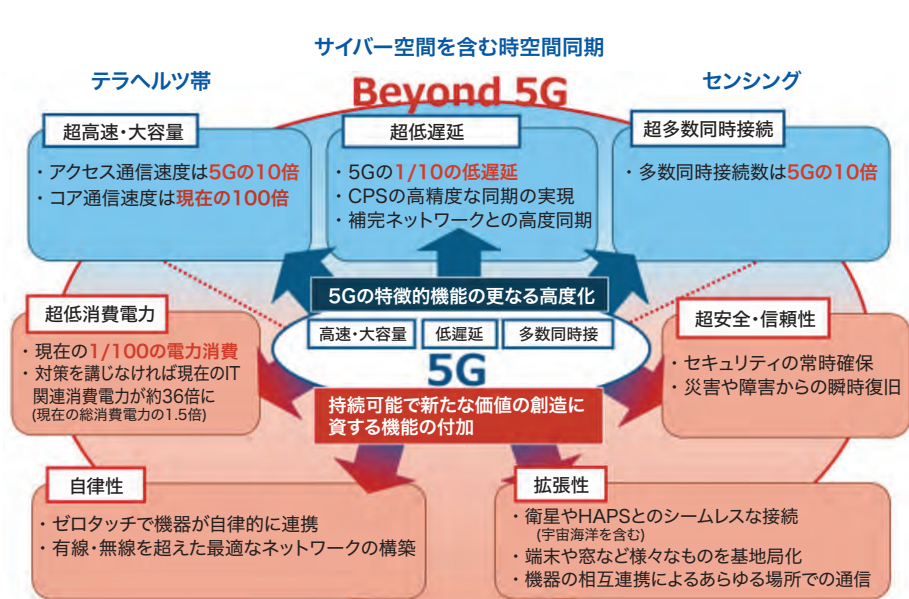 サイバー空間を含む時空間同期
テラヘルツ帯
Beyond 5G
センシング
超高速・大容量
・アクセス通信速度は5Gの10倍
・コア通信速度は現在の100倍
超低遅延
・5Gの1/10の低遅延
・CPSの高精度な同期の実現
・補完ネットワークとの高度同期
超多数同時接続
・多数同時接続数は5Gの10倍
5Gの特徴的機能の更なる高度化
高速・大容量
低遅延
多数同時接
5G
持続可能で新たな価値の創造に
資する機能の付加
超低消費電力
・現在の1/100の電力消費
・対策を講じなければ現在のIT
関連消費電力が約36倍に
(現在の総消費電力の1.5倍)
超安全・信頼性
・セキュリティの常時確保
・災害や障害からの瞬時復旧
自律性
・ゼロタッチで機器が自律的に連携
・有線・無線を超えた最適なネットワークの構築
拡張性
・衛星やHAPSとのシームレスな接続
(宇宙海洋を含む)
・端末や窓など様々なものを基地局化
・機器の相互連携によるあらゆる場所での通信